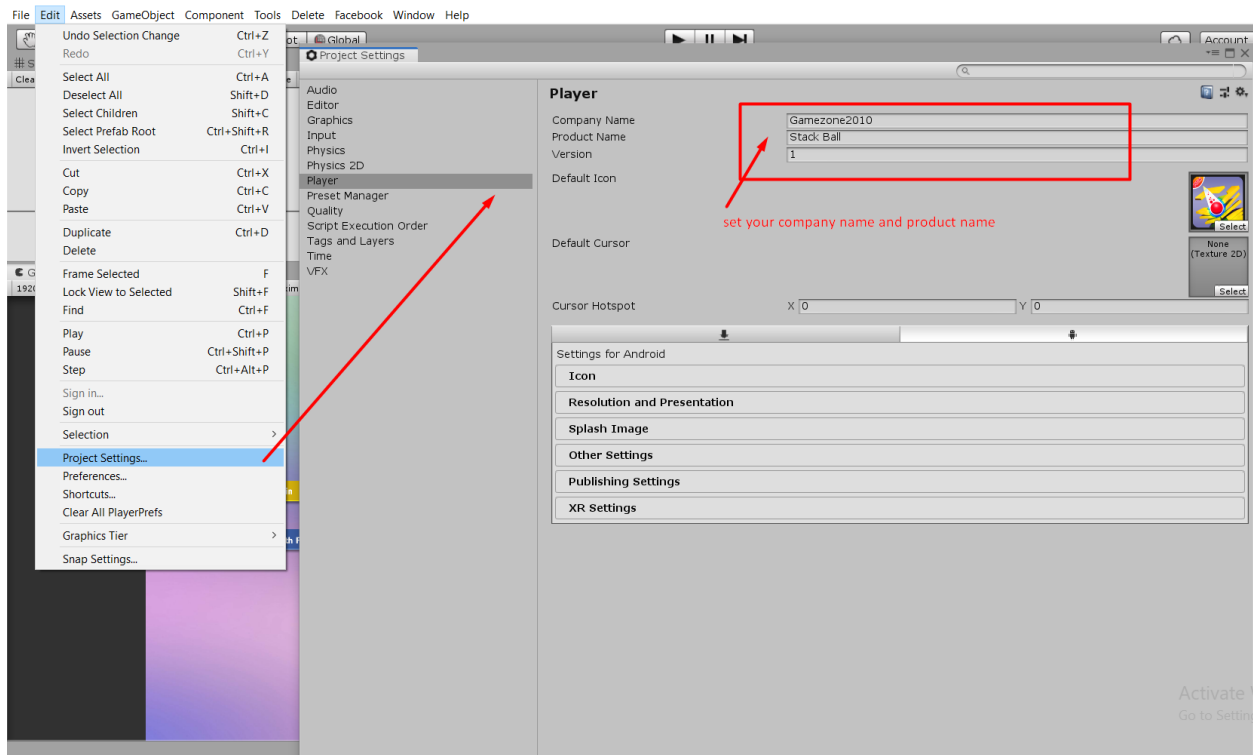 File Edit Assets GameObject Component Tools Delete Facebook Window Help
Undo Selection Change Ctrl+Z
Redo Ctrl+Y
Select All Ctrl+A
Deselect All Shift+D
Select Children Shift+C
Select Prefab Root Ctrl+Shift+R
Invert Selection Ctrl+I
Cut Ctrl+X
Copy Ctrl+C
Paste Ctrl+V
Duplicate Ctrl+D
Delete
Frame Selected F
Lock View to Selected Shift+F
Find Ctrl+F
Play Ctrl+P
Pause Ctrl+Shift+P
Step Ctrl+Alt+P
Sign in...
Sign out
Selection
Project Settings...
Preferences...
Shortcuts...
Clear All PlayerPrefs
Graphics Tier
Snap Settings...
Global
Account
Project Settings
Audio
Editor
Graphics
Input
Physics
Physics 2D
Player
Preset Manager
Quality
Script Execution Order
Tags and Layers
Time
VFX
Player
Company Name Gamezone2010
Product Name Stack Ball
Version 1
Default Icon
Select
set your company name and product name
Default Cursor
None
(Texture 2D)
Select
Cursor Hotspot X 0 Y 0
Settings for Android
Icon
Resolution and Presentation
Splash Image
Other Settings
Publishing Settings
XR Settings
Activate
Go to Settin